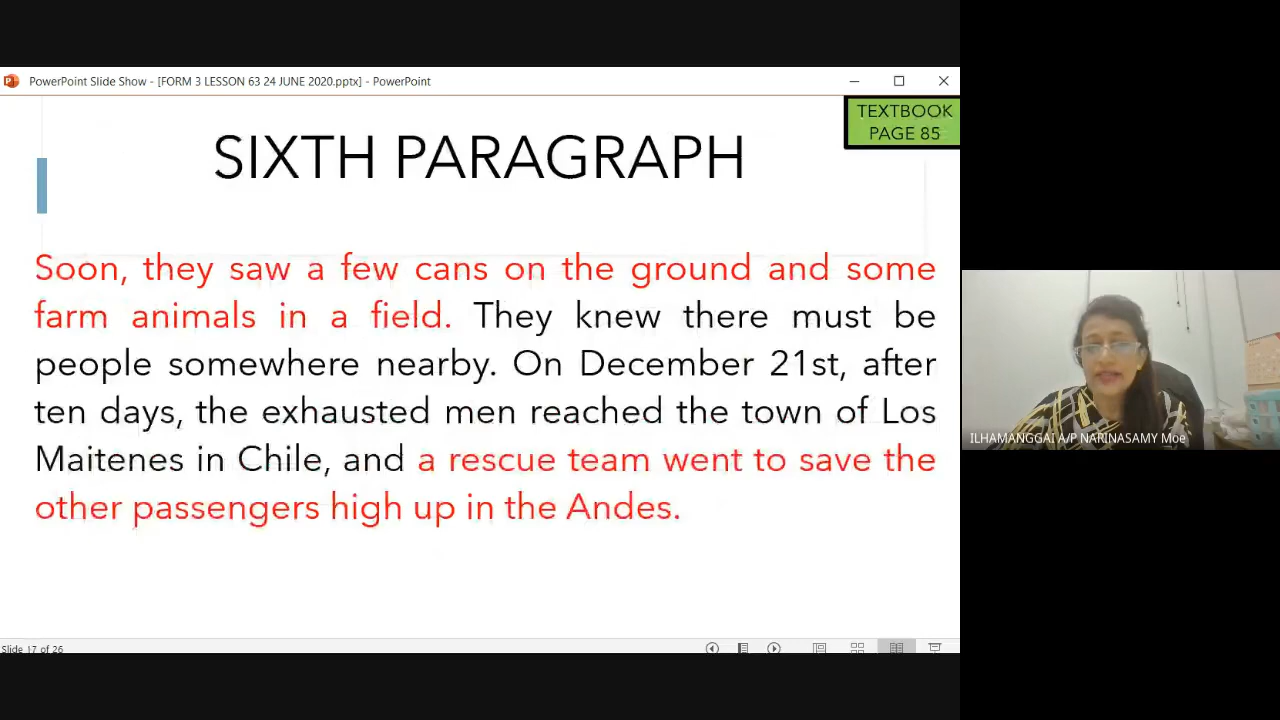 PowerPoint Slide Show - [FORM 3 LESSON 63 24 JUNE 2020.pptx] - PowerPoint
TEXTBOOK
PAGE 85
SIXTH PARAGRAPH
Soon, they saw a few cans on the ground and some
farm animals in a field. They knew there must be
people somewhere nearby. On December 21st, after
ten days, the exhausted men reached the town of Los
Maitenes in Chile, and a rescue team went to save the
other passengers high up in the Andes.
ILHAMANGGAI A/P NARINASAMY Moe
Slide 17 of 26